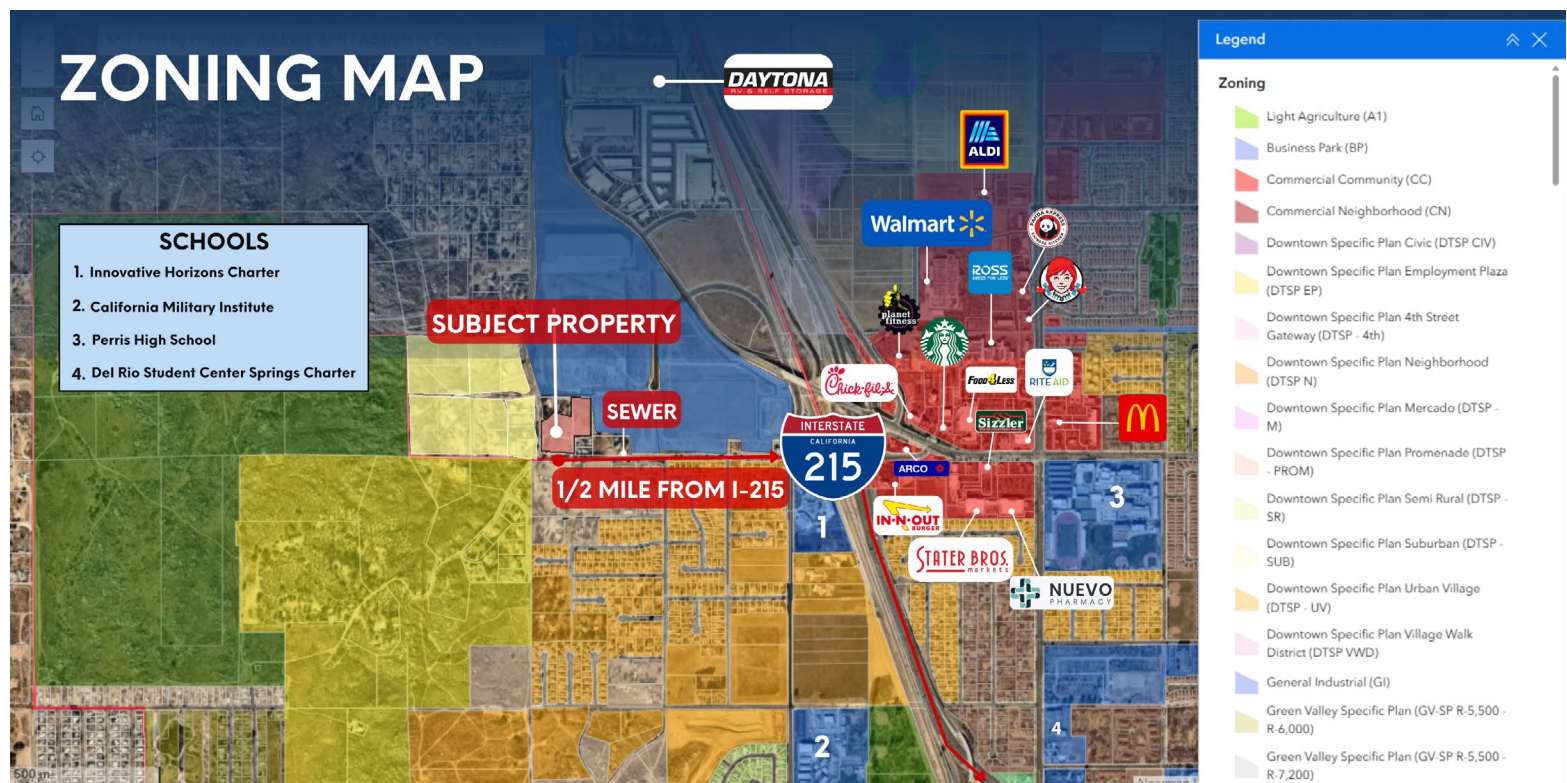 ZONING MAP
DAYTONA
RV & SELF STORAGE
ALDI
Walmart
PANDA EXPRESS
CHINESE KITCHEN
ROSS
DRESS FOR LESS
Wendy's
planet
fitness
SCHOOLS
1. Innovative Horizons Charter
2. California Military Institute
3. Perris High School
4. Del Rio Student Center Springs Charter
SUBJECT PROPERTY
Chick-fil-A
FOOD 4 LESS
RITE AID
SEWER
Sizzler
M
INTERSTATE
CALIFORNIA
215
ARCO
1/2 MILE FROM I-215
IN-N-OUT
BURGER
1
3
STATER BROS.
markets
NUEVO
PHARMACY
2
4
500 m
Legend
Zoning
Light Agriculture (A1)
Business Park (BP)
Commercial Community (CC)
Commercial Neighborhood (CN)
Downtown Specific Plan Civic (DTSP CIV)
Downtown Specific Plan Employment Plaza
(DTSP EP)
Downtown Specific Plan 4th Street
Gateway (DTSP - 4th)
Downtown Specific Plan Neighborhood
(DTSP N)
Downtown Specific Plan Mercado (DTSP -
M)
Downtown Specific Plan Promenade (DTSP
- PROM)
Downtown Specific Plan Semi Rural (DTSP -
SR)
Downtown Specific Plan Suburban (DTSP -
SUB)
Downtown Specific Plan Urban Village
(DTSP - UV)
Downtown Specific Plan Village Walk
District (DTSP VWD)
General Industrial (GI)
Green Valley Specific Plan (GV-SP R-5,500 -
R-6,000)
Green Valley Specific Plan (GV-SP R-5,500 -
R-7,200)